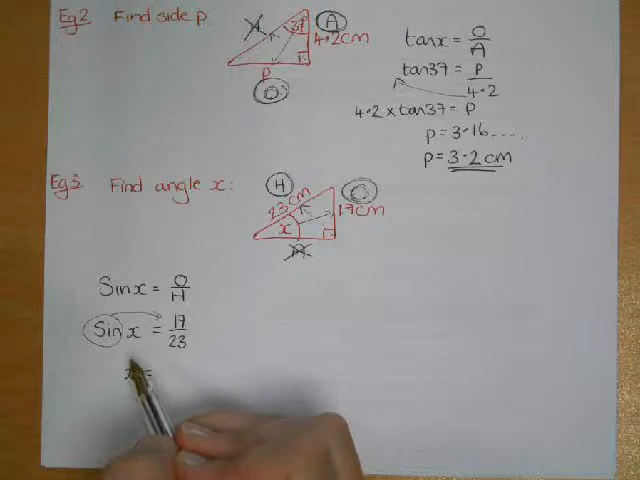 Eg2 Find side p
A
37°
4.2cm
p
O
tan x = O/A
tan37 = p/4.2
4.2 x tan37 = p
p = 3.16.....
p = 3.2 cm
Eg3 Find angle x:
H
O
23cm
17cm
x
A
Sin x = O/H
Sin x = 17/23
x =